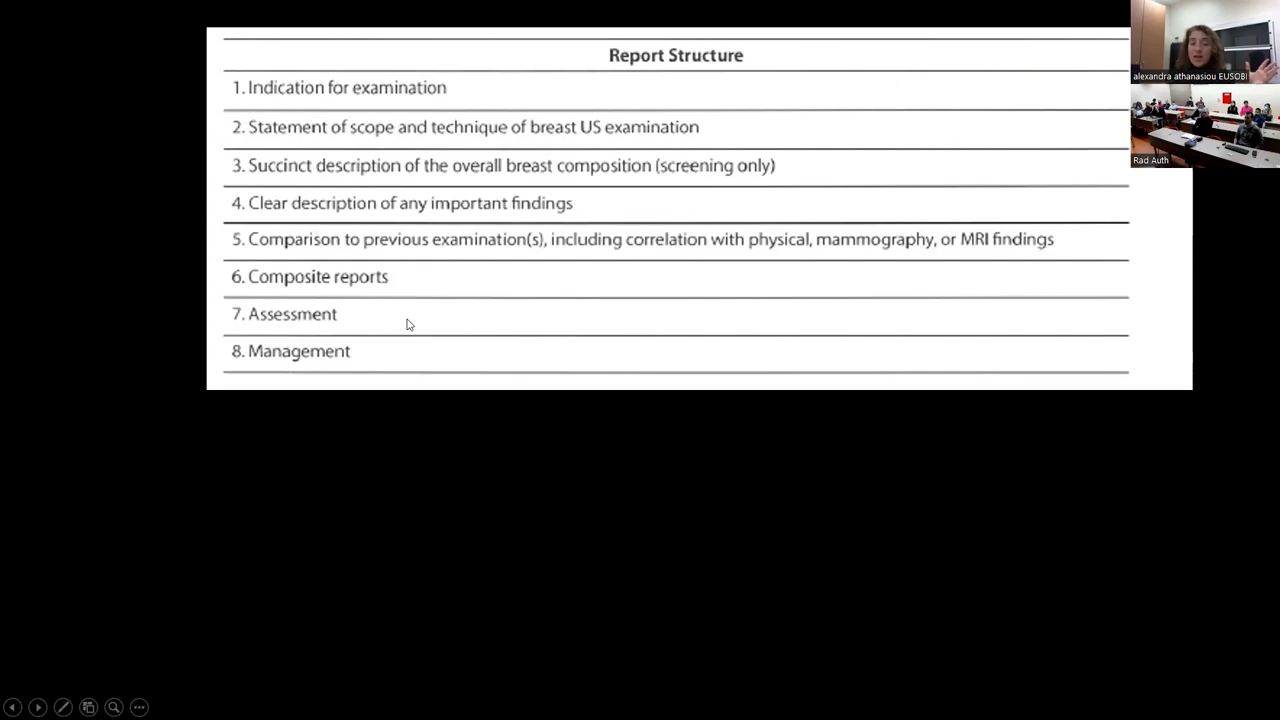 Report Structure
1. Indication for examination
2. Statement of scope and technique of breast US examination
3. Succinct description of the overall breast composition (screening only)
4. Clear description of any important findings
5. Comparison to previous examination(s), including correlation with physical, mammography, or MRI findings
6. Composite reports
7. Assessment
8. Management
alexandra athanasiou EUSOBI
Rad Auth